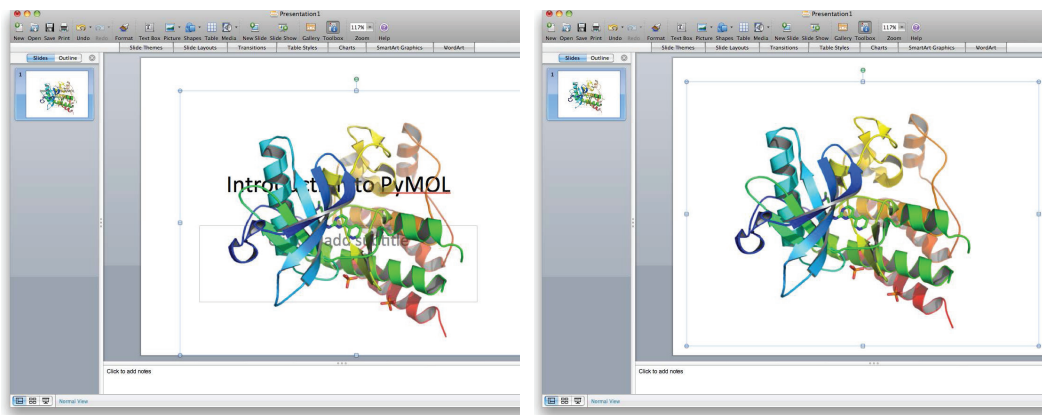 Presentation1
New Open Save Print Undo Redo Format Text Box Picture Shapes Table Media New Slide Slide Show Gallery Toolbox Zoom Help
117%
Slide Themes Slide Layouts Transitions Table Styles Charts SmartArt Graphics WordArt
Slides Outline
1
to PyMOL
add subtitle
Click to add notes
Normal View
Presentation1
New Open Save Print Undo Redo Format Text Box Picture Shapes Table Media New Slide Slide Show Gallery Toolbox Zoom Help
117%
Slide Themes Slide Layouts Transitions Table Styles Charts SmartArt Graphics WordArt
Slides Outline
1
Click to add notes
Normal View